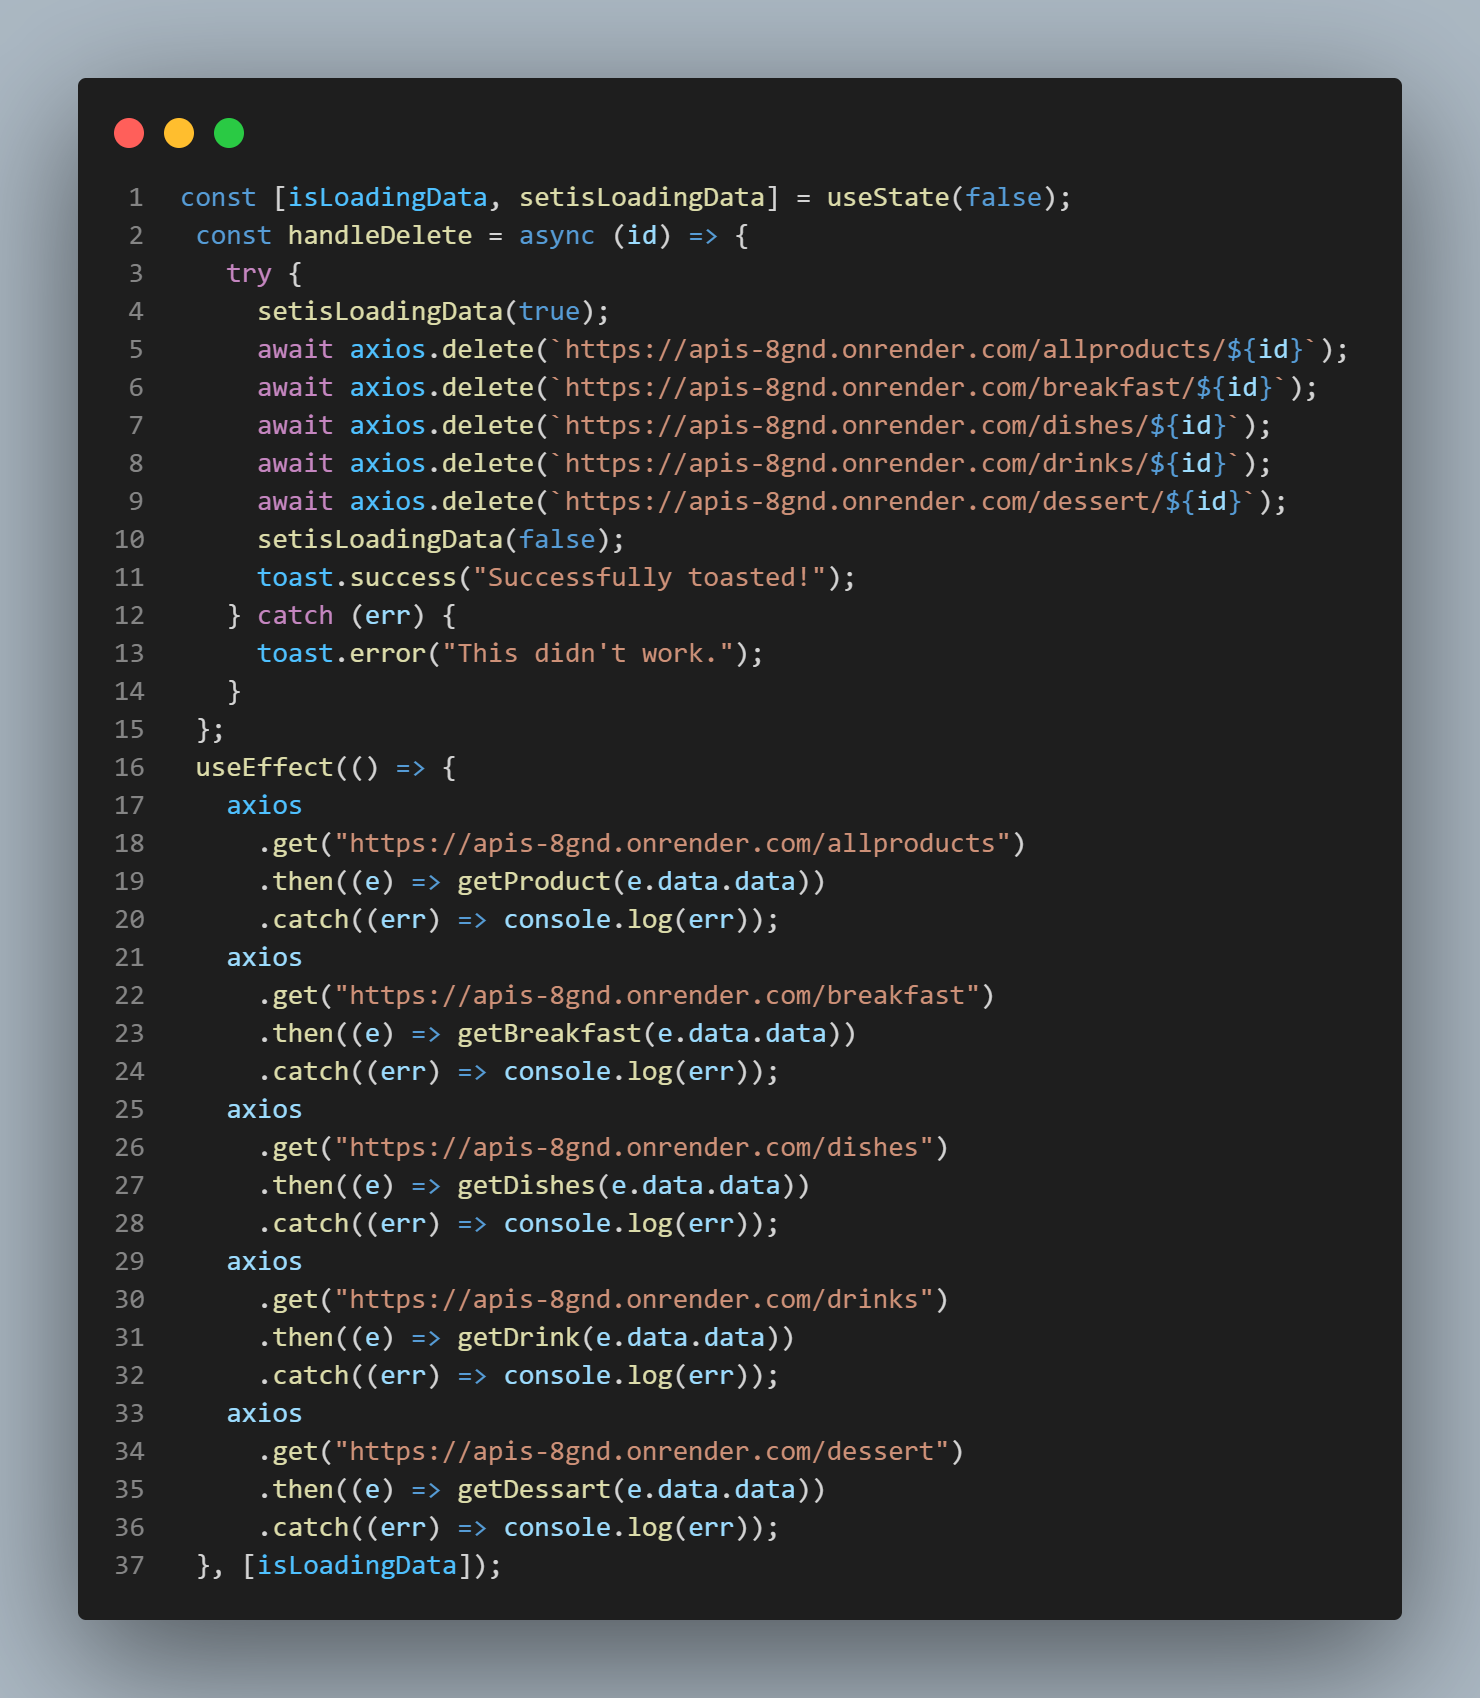 1 const [isLoadingData, setisLoadingData] = useState(false);
2 const handleDelete = async (id) => {
3 try {
4 setisLoadingData(true);
5 await axios.delete(`https://apis-8gnd.onrender.com/allproducts/${id}`);
6 await axios.delete(`https://apis-8gnd.onrender.com/breakfast/${id}`);
7 await axios.delete(`https://apis-8gnd.onrender.com/dishes/${id}`);
8 await axios.delete(`https://apis-8gnd.onrender.com/drinks/${id}`);
9 await axios.delete(`https://apis-8gnd.onrender.com/dessert/${id}`);
10 setisLoadingData(false);
11 toast.success("Successfully toasted!");
12 } catch (err) {
13 toast.error("This didn't work.");
14 }
15 };
16 useEffect(() => {
17 axios
18 .get("https://apis-8gnd.onrender.com/allproducts")
19 .then((e) => getProduct(e.data.data))
20 .catch((err) => console.log(err));
21 axios
22 .get("https://apis-8gnd.onrender.com/breakfast")
23 .then((e) => getBreakfast(e.data.data))
24 .catch((err) => console.log(err));
25 axios
26 .get("https://apis-8gnd.onrender.com/dishes")
27 .then((e) => getDishes(e.data.data))
28 .catch((err) => console.log(err));
29 axios
30 .get("https://apis-8gnd.onrender.com/drinks")
31 .then((e) => getDrink(e.data.data))
32 .catch((err) => console.log(err));
33 axios
34 .get("https://apis-8gnd.onrender.com/dessert")
35 .then((e) => getDessart(e.data.data))
36 .catch((err) => console.log(err));
37 }, [isLoadingData]);